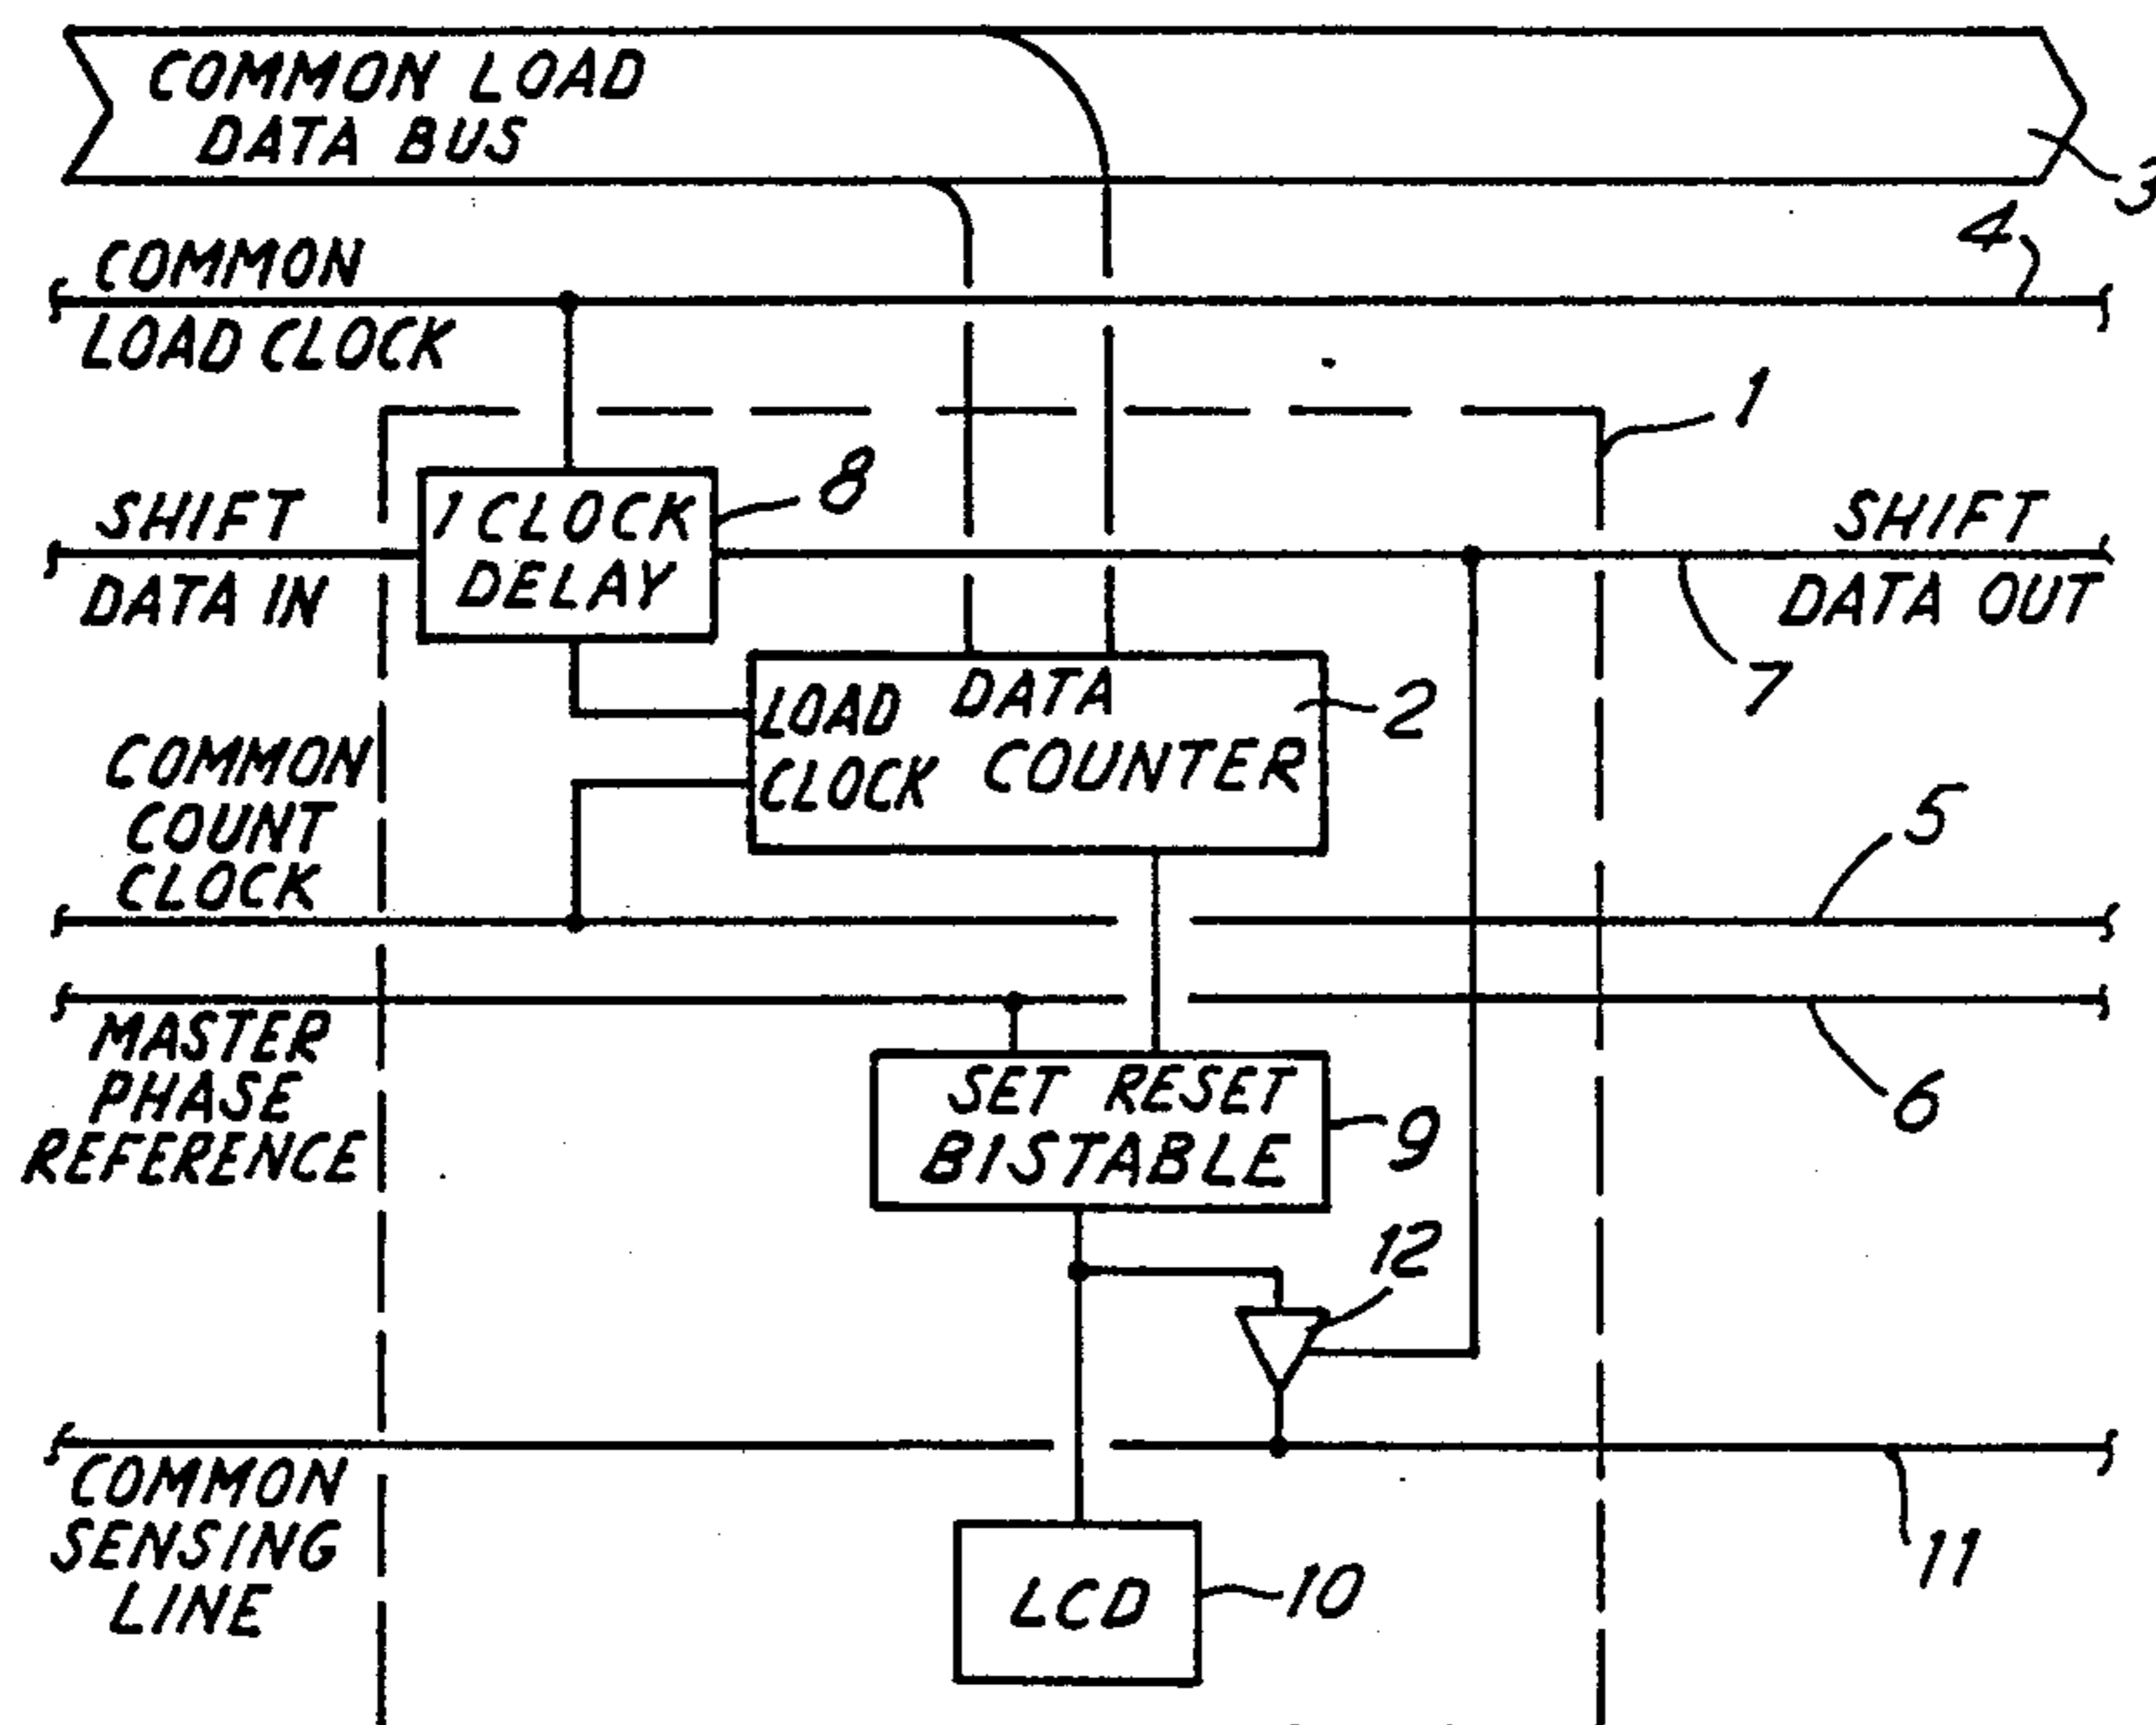 COMMON LOAD
DATA BUS
3
4
COMMON
LOAD CLOCK
1
8
SHIFT
DATA IN
1 CLOCK
DELAY
SHIFT
DATA OUT
7
DATA
LOAD
COUNTER
CLOCK
2
COMMON
COUNT
CLOCK
5
MASTER
PHASE
REFERENCE
6
SET RESET
BISTABLE
9
12
COMMON
SENSING
LINE
11
LCD
10